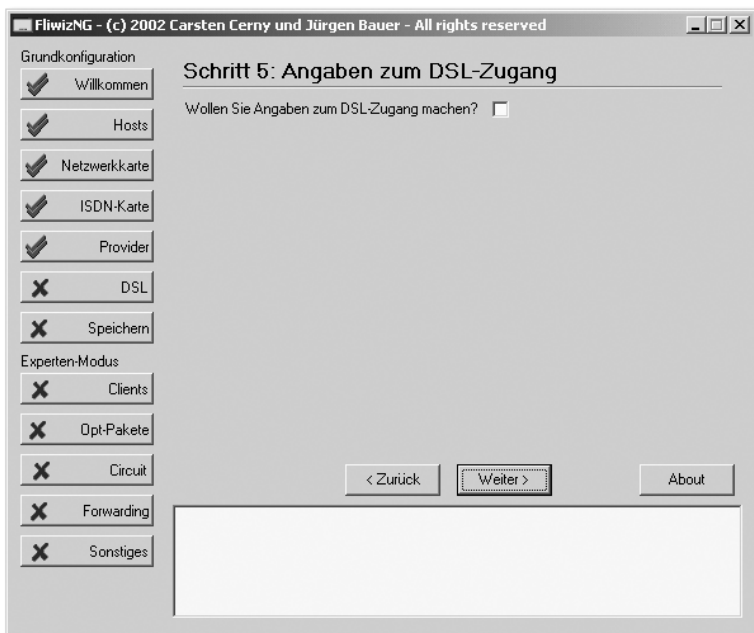 FliwizNG - (c) 2002 Carsten Cerny und Jürgen Bauer - All rights reserved
Grundkonfiguration
Willkommen
Hosts
Netzwerkkarte
ISDN-Karte
Provider
DSL
Speichern
Experten-Modus
Clients
Opt-Pakete
Circuit
Forwarding
Sonstiges
Schritt 5: Angaben zum DSL-Zugang
Wollen Sie Angaben zum DSL-Zugang machen?
< Zurück
Weiter >
About